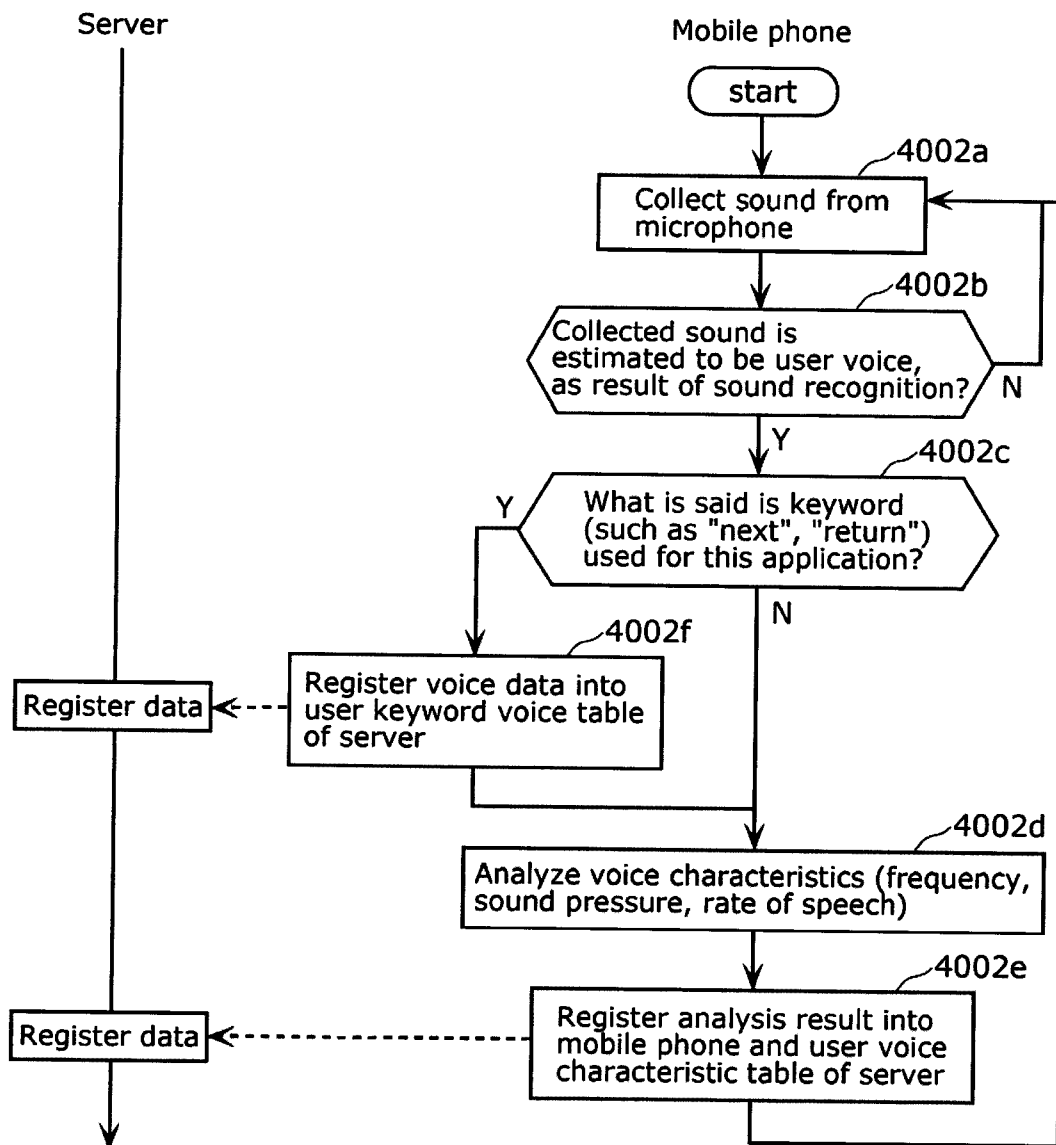 Server
Mobile phone
start
4002a
Collect sound from
microphone
4002b
Collected sound is
estimated to be user voice,
as result of sound recognition?
N
Y
4002c
What is said is keyword
(such as "next", "return")
used for this application?
Y
N
4002f
Register voice data into
user keyword voice table
of server
Register data
4002d
Analyze voice characteristics (frequency,
sound pressure, rate of speech)
4002e
Register analysis result into
mobile phone and user voice
characteristic table of server
Register data